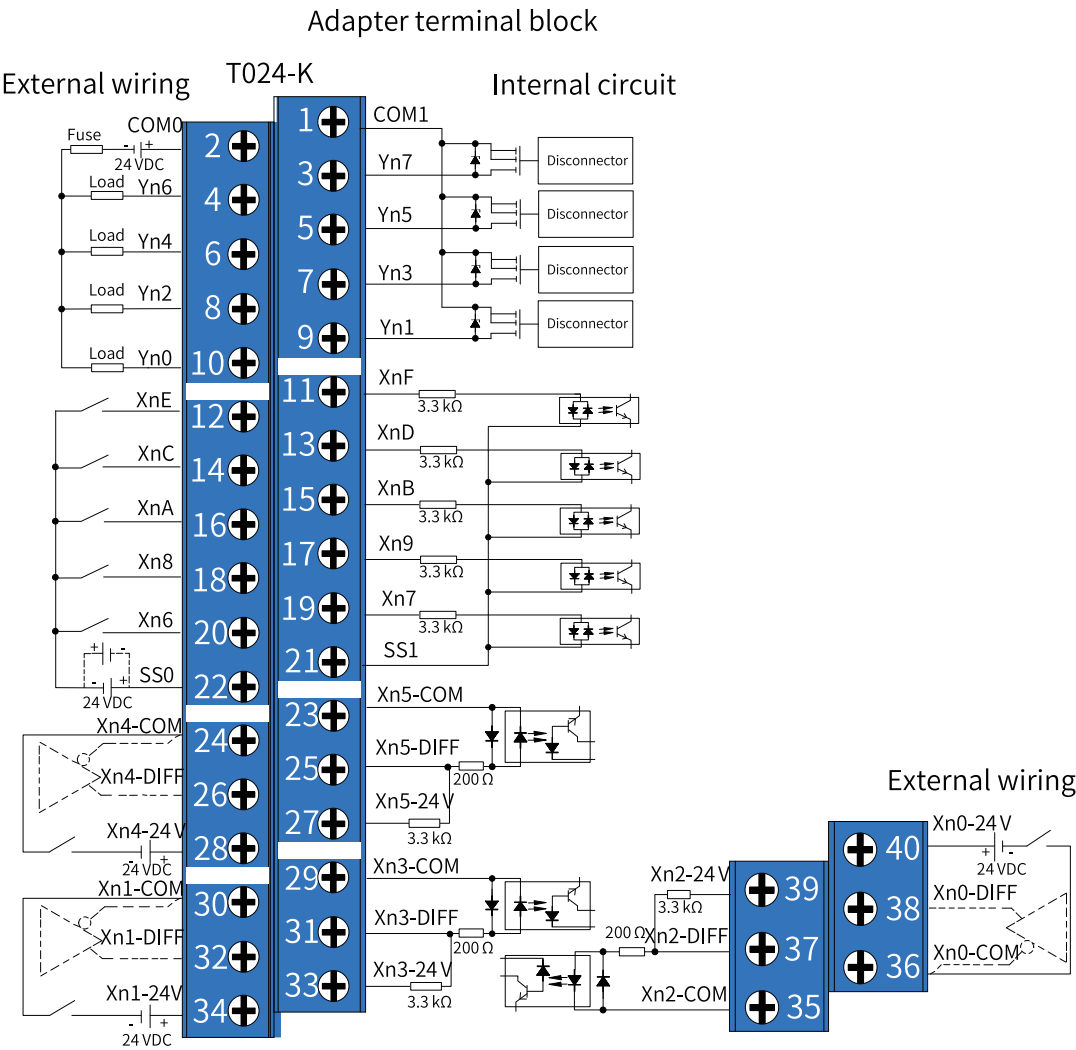 Adapter terminal block
External wiring
T024-K
Internal circuit
COM0
Fuse
- +
24 VDC
Load
Yn6
Load
Yn4
Load
Yn2
Load
Yn0
XnE
XnC
XnA
Xn8
Xn6
+ -
- +
SS0
24 VDC
Xn4-COM
Xn4-DIFF
Xn4-24 V
- +
24 VDC
Xn1-COM
Xn1-DIFF
Xn1-24V
- +
24 VDC
2
4
6
8
10
12
14
16
18
20
22
24
26
28
30
32
34
1
3
5
7
9
11
13
15
17
19
21
23
25
27
29
31
33
COM1
Yn7
Disconnector
Yn5
Disconnector
Yn3
Disconnector
Yn1
Disconnector
XnF
3.3 kΩ
XnD
3.3 kΩ
XnB
3.3 kΩ
Xn9
3.3 kΩ
Xn7
3.3 kΩ
SS1
Xn5-COM
Xn5-DIFF
200 Ω
Xn5-24 V
3.3 kΩ
Xn3-COM
Xn3-DIFF
200 Ω
Xn3-24 V
3.3 kΩ
Xn2-24 V
3.3 kΩ
200 Ω
Xn2-DIFF
Xn2-COM
39
37
35
40
38
36
External wiring
Xn0-24 V
+ -
24 VDC
Xn0-DIFF
Xn0-COM